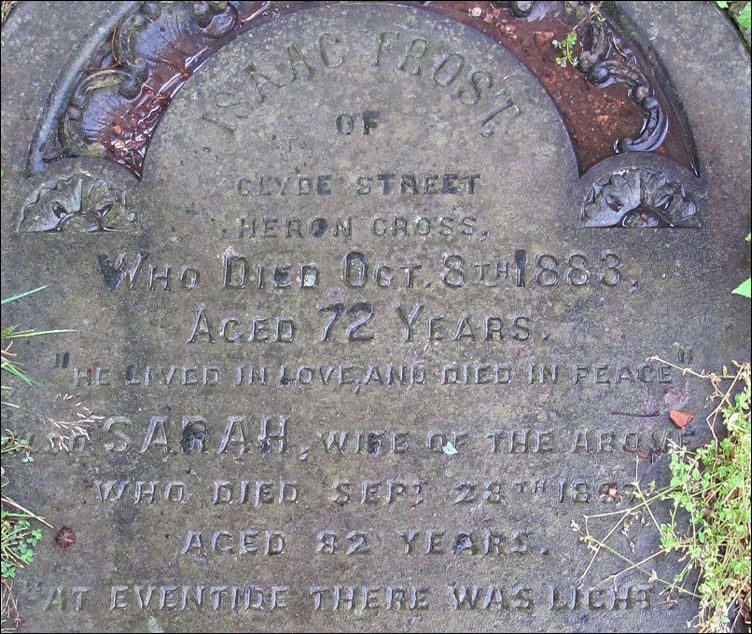 ISAAC FROST,
OF
CLYDE STREET
HERON CROSS,
WHO DIED OCT. 8TH 1883,
AGED 72 YEARS.
"HE LIVED IN LOVE, AND DIED IN PEACE"
SARAH, WIFE OF THE ABOVE
WHO DIED SEPT 28TH
AGED 82 YEARS.
"AT EVENTIDE THERE WAS LIGHT."